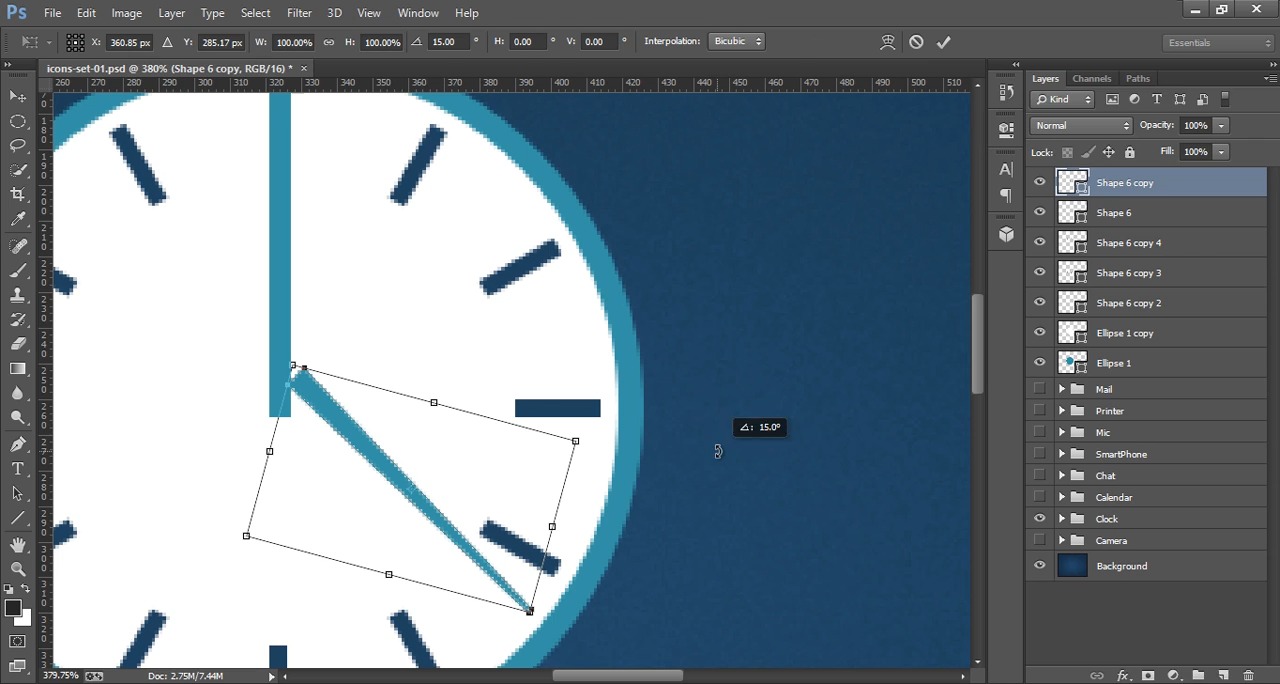 Ps File Edit Image Layer Type Select Filter 3D View Window Help
X: 360.85 px Y: 285.17 px W: 100.00% H: 100.00% 15.00 ° H: 0.00 ° V: 0.00 ° Interpolation: Bicubic Essentials
icons-set-01.psd @ 380% (Shape 6 copy, RGB/16) * ×
260 270 280 290 300 310 320 330 340 350 360 370 380 390 400 410 420 430 440 450 460 470 480 490 500 510
Layers Channels Paths
Kind
Normal Opacity: 100%
Lock: Fill: 100%
Shape 6 copy
Shape 6
Shape 6 copy 4
Shape 6 copy 3
Shape 6 copy 2
Ellipse 1 copy
Ellipse 1
Mail
Printer
Mic
SmartPhone
Chat
Calendar
Clock
Camera
Background
15.0°
379.75% Doc: 2.75M/7.44M